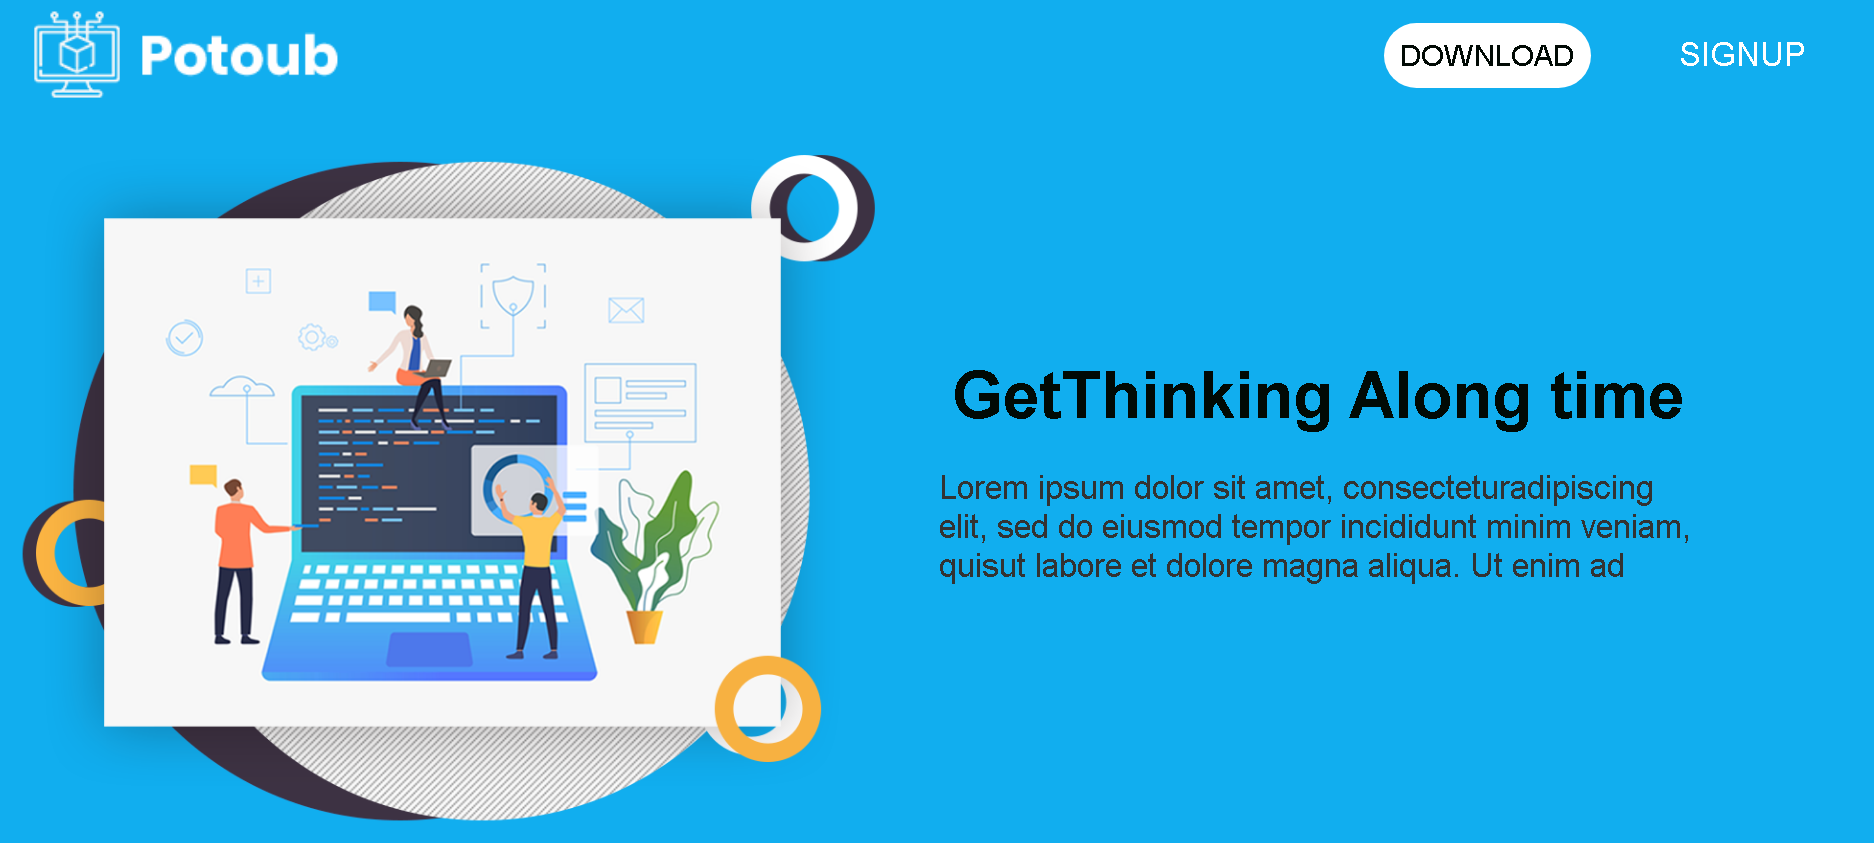 Potoub
DOWNLOAD
SIGNUP
GetThinking Along time
Lorem ipsum dolor sit amet, consecteturadipiscing
elit, sed do eiusmod tempor incididunt minim veniam,
quisut labore et dolore magna aliqua. Ut enim ad